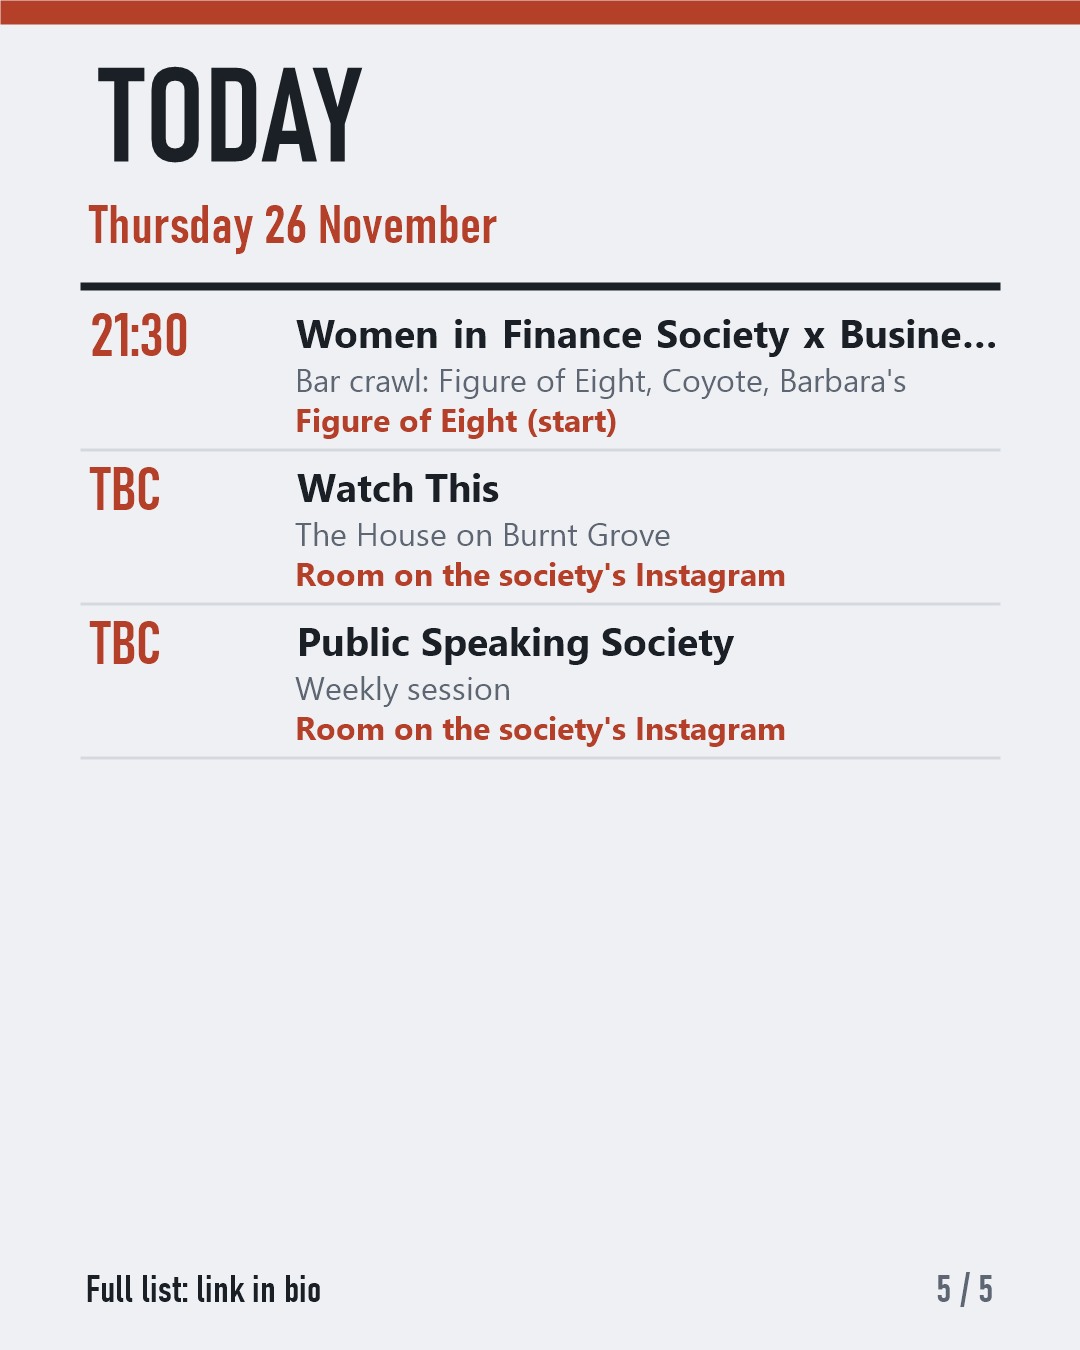 TODAY
Thursday 26 November
21:30
Women in Finance Society x Busine...
Bar crawl: Figure of Eight, Coyote, Barbara's
Figure of Eight (start)
TBC
Watch This
The House on Burnt Grove
Room on the society's Instagram
TBC
Public Speaking Society
Weekly session
Room on the society's Instagram
Full list: link in bio
5 / 5